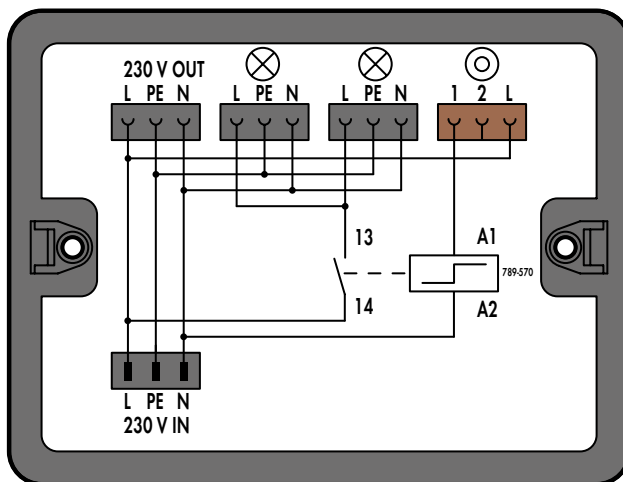 230 V OUT
L PE N
L PE N
L PE N
1 2 L
13
14
A1
789-570
A2
L PE N
230 V IN